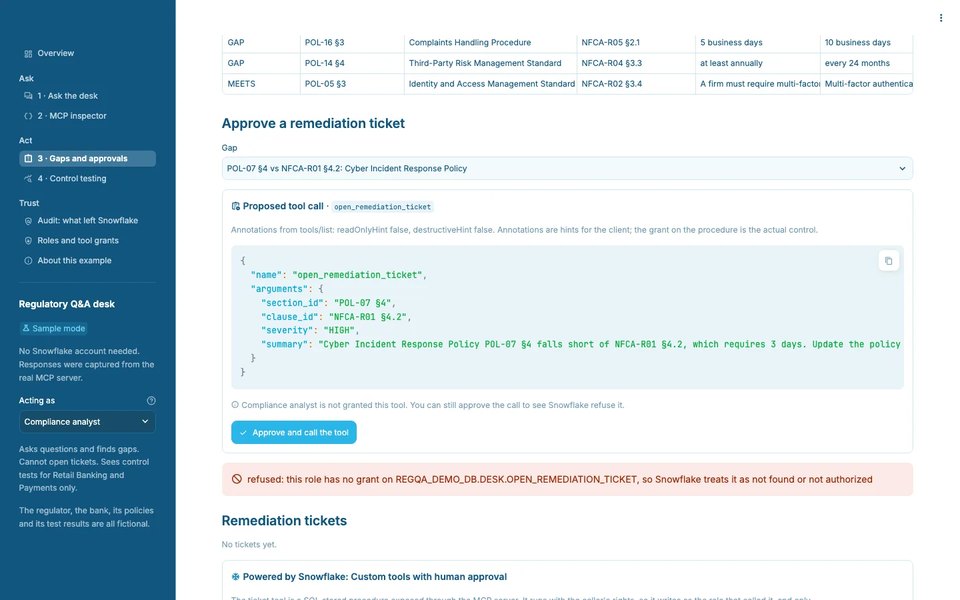 Overview
Ask
1 · Ask the desk
2 · MCP inspector
Act
3 · Gaps and approvals
4 · Control testing
Trust
Audit: what left Snowflake
Roles and tool grants
About this example
Regulatory Q&A desk
Sample mode
No Snowflake account needed.
Responses were captured from the
real MCP server.
Acting as
Compliance analyst
Asks questions and finds gaps.
Cannot open tickets. Sees control
tests for Retail Banking and
Payments only.
The regulator, the bank, its policies
and its test results are all fictional.
GAP POL-16 §3 Complaints Handling Procedure NFCA-R05 §2.1 5 business days 10 business days
GAP POL-14 §4 Third-Party Risk Management Standard NFCA-R04 §3.3 at least annually every 24 months
MEETS POL-05 §3 Identity and Access Management Standard NFCA-R02 §3.4 A firm must require multi-factor Multi-factor authentica
Approve a remediation ticket
Gap
POL-07 §4 vs NFCA-R01 §4.2: Cyber Incident Response Policy
Proposed tool call · open_remediation_ticket
Annotations from tools/list: readOnlyHint false, destructiveHint false. Annotations are hints for the client; the grant on the procedure is the actual control.
{
"name": "open_remediation_ticket",
"arguments": {
"section_id": "POL-07 §4",
"clause_id": "NFCA-R01 §4.2",
"severity": "HIGH",
"summary": "Cyber Incident Response Policy POL-07 §4 falls short of NFCA-R01 §4.2, which requires 3 days. Update the policy
}
}
Compliance analyst is not granted this tool. You can still approve the call to see Snowflake refuse it.
Approve and call the tool
refused: this role has no grant on REGQA_DEMO_DB.DESK.OPEN_REMEDIATION_TICKET, so Snowflake treats it as not found or not authorized
Remediation tickets
No tickets yet.
Powered by Snowflake: Custom tools with human approval